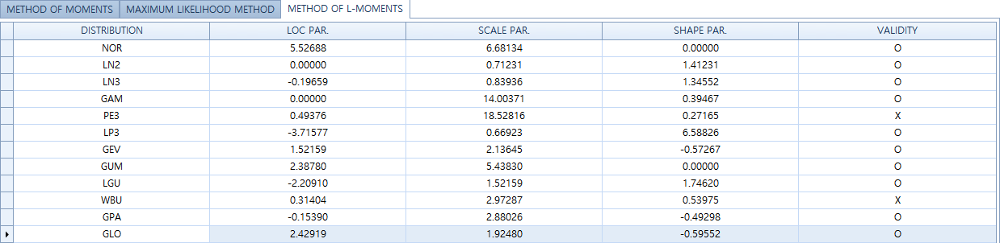 METHOD OF MOMENTS MAXIMUM LIKELIHOOD METHOD METHOD OF L-MOMENTS
DISTRIBUTION LOC PAR. SCALE PAR. SHAPE PAR. VALIDITY
NOR 5.52688 6.68134 0.00000 O
LN2 0.00000 0.71231 1.41231 O
LN3 -0.19659 0.83936 1.34552 O
GAM 0.00000 14.00371 0.39467 O
PE3 0.49376 18.52816 0.27165 X
LP3 -3.71577 0.66923 6.58826 O
GEV 1.52159 2.13645 -0.57267 O
GUM 2.38780 5.43830 0.00000 O
LGU -2.20910 1.52159 1.74620 O
WBU 0.31404 2.97287 0.53975 X
GPA -0.15390 2.88026 -0.49298 O
GLO 2.42919 1.92480 -0.59552 O